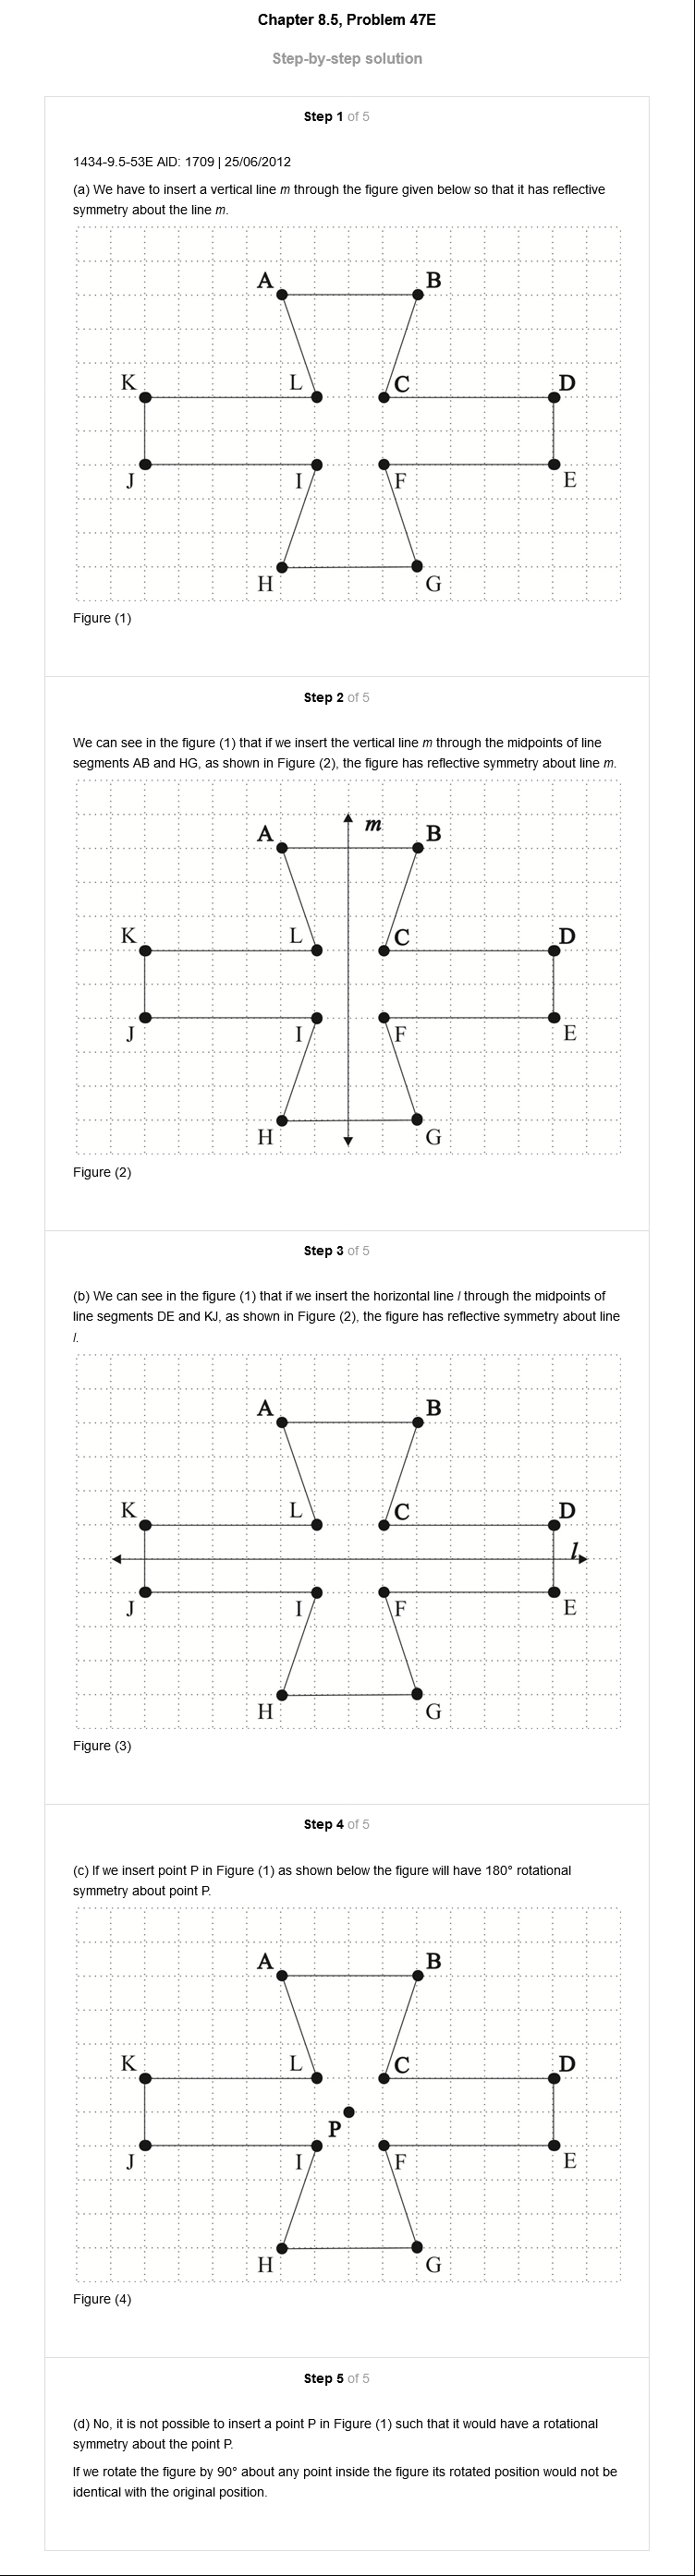 Chapter 8.5, Problem 47E
Step-by-step solution
Step 1 of 5
1434-9.5-53E AID: 1709 | 25/06/2012
(a) We have to insert a vertical line m through the figure given below so that it has reflective
symmetry about the line m.
A B
K L C D
J I F E
H G
Figure (1)
Step 2 of 5
We can see in the figure (1) that if we insert the vertical line m through the midpoints of line
segments AB and HG, as shown in Figure (2), the figure has reflective symmetry about line m.
A m B
K L C D
J I F E
H G
Figure (2)
Step 3 of 5
(b) We can see in the figure (1) that if we insert the horizontal line l through the midpoints of
line segments DE and KJ, as shown in Figure (2), the figure has reflective symmetry about line
l.
A B
K L C D
l
J I F E
H G
Figure (3)
Step 4 of 5
(c) If we insert point P in Figure (1) as shown below the figure will have 180° rotational
symmetry about point P.
A B
K L C D
P
J I F E
H G
Figure (4)
Step 5 of 5
(d) No, it is not possible to insert a point P in Figure (1) such that it would have a rotational
symmetry about the point P.
If we rotate the figure by 90° about any point inside the figure its rotated position would not be
identical with the original position.